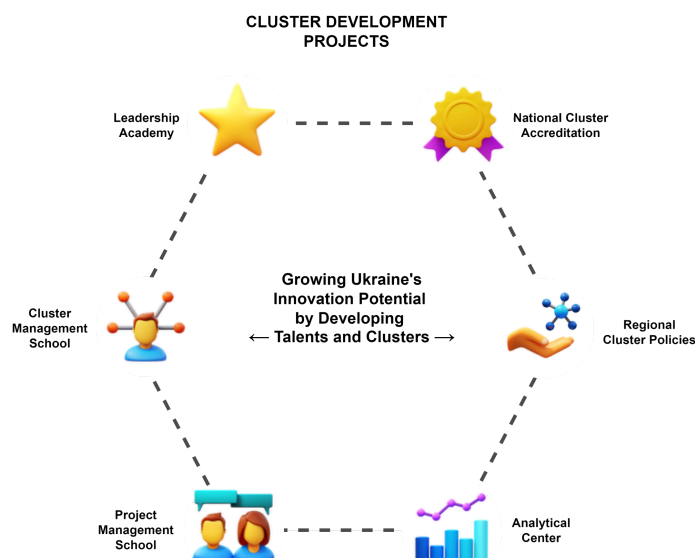 CLUSTER DEVELOPMENT
PROJECTS
Leadership
Academy
National Cluster
Accreditation
Cluster
Management
School
Growing Ukraine's
Innovation Potential
by Developing
← Talents and Clusters →
Regional
Cluster Policies
Project
Management
School
Analytical
Center